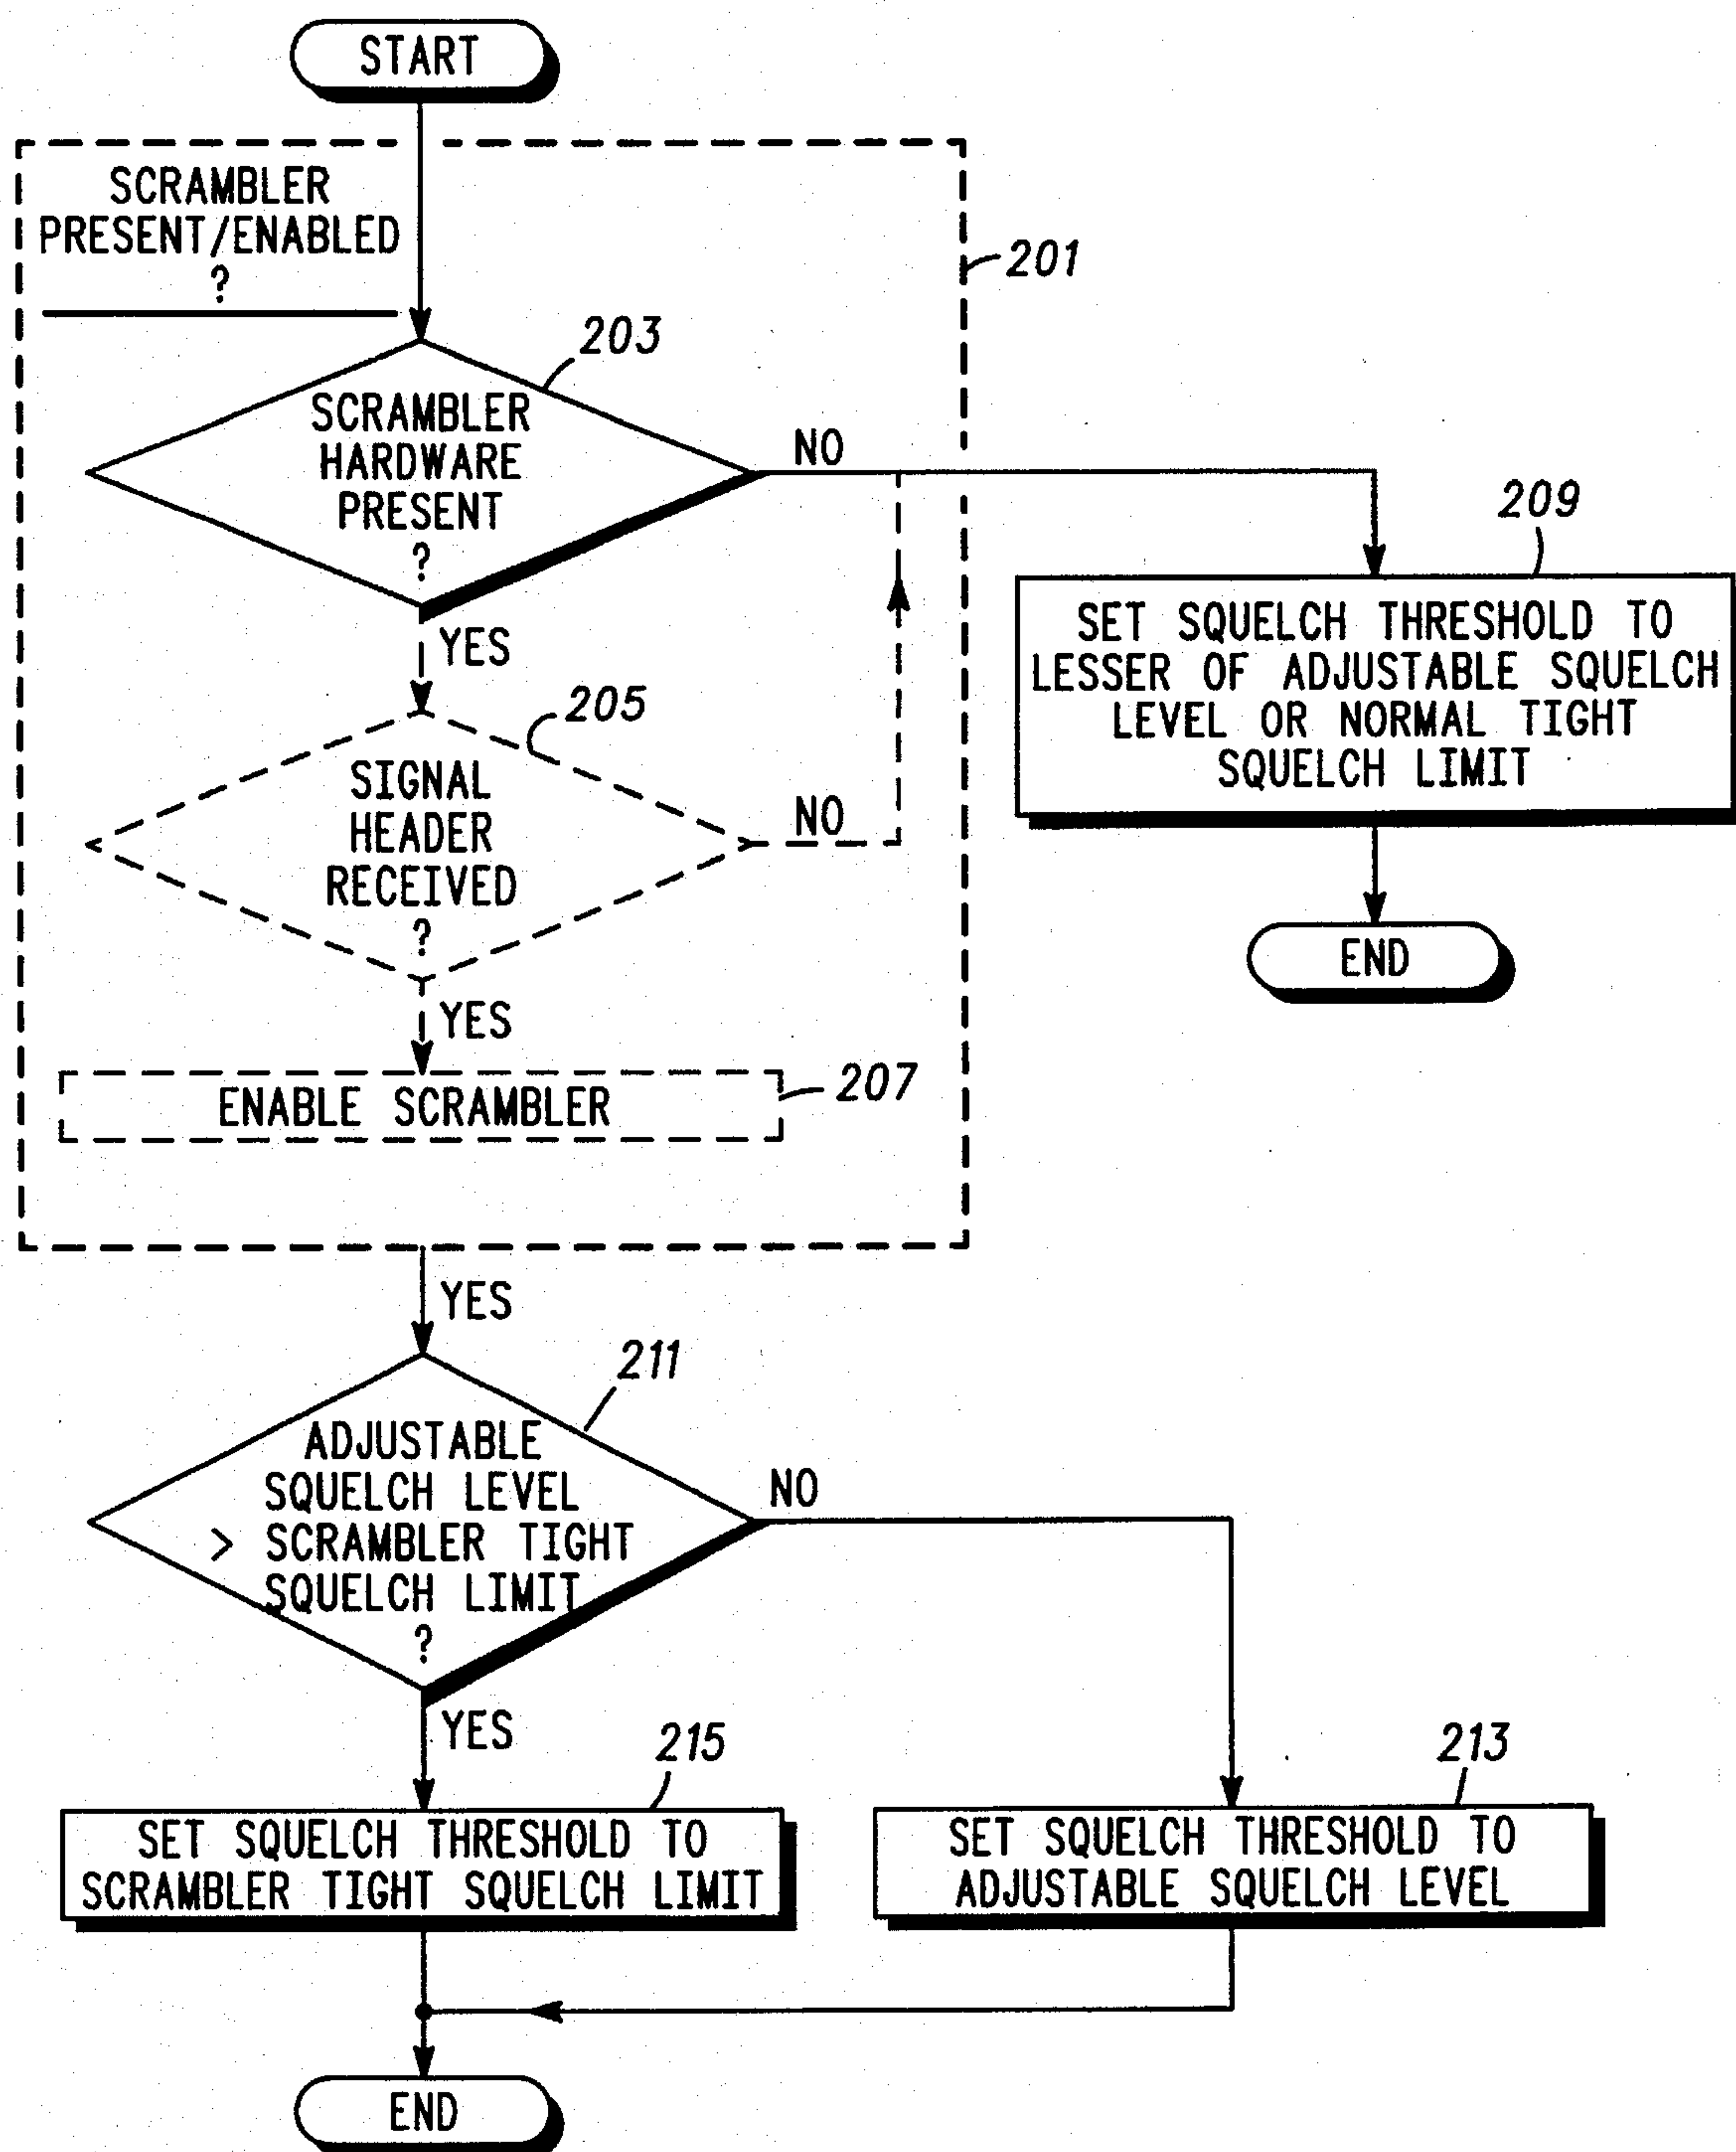 START
SCRAMBLER
PRESENT/ENABLED
?
201
203
SCRAMBLER
HARDWARE
PRESENT
?
NO
YES
209
SET SQUELCH THRESHOLD TO
LESSER OF ADJUSTABLE SQUELCH
LEVEL OR NORMAL TIGHT
SQUELCH LIMIT
END
205
SIGNAL
HEADER
RECEIVED
?
NO
YES
ENABLE SCRAMBLER
207
YES
211
ADJUSTABLE
SQUELCH LEVEL
> SCRAMBLER TIGHT
SQUELCH LIMIT
?
NO
YES
215
SET SQUELCH THRESHOLD TO
SCRAMBLER TIGHT SQUELCH LIMIT
213
SET SQUELCH THRESHOLD TO
ADJUSTABLE SQUELCH LEVEL
END